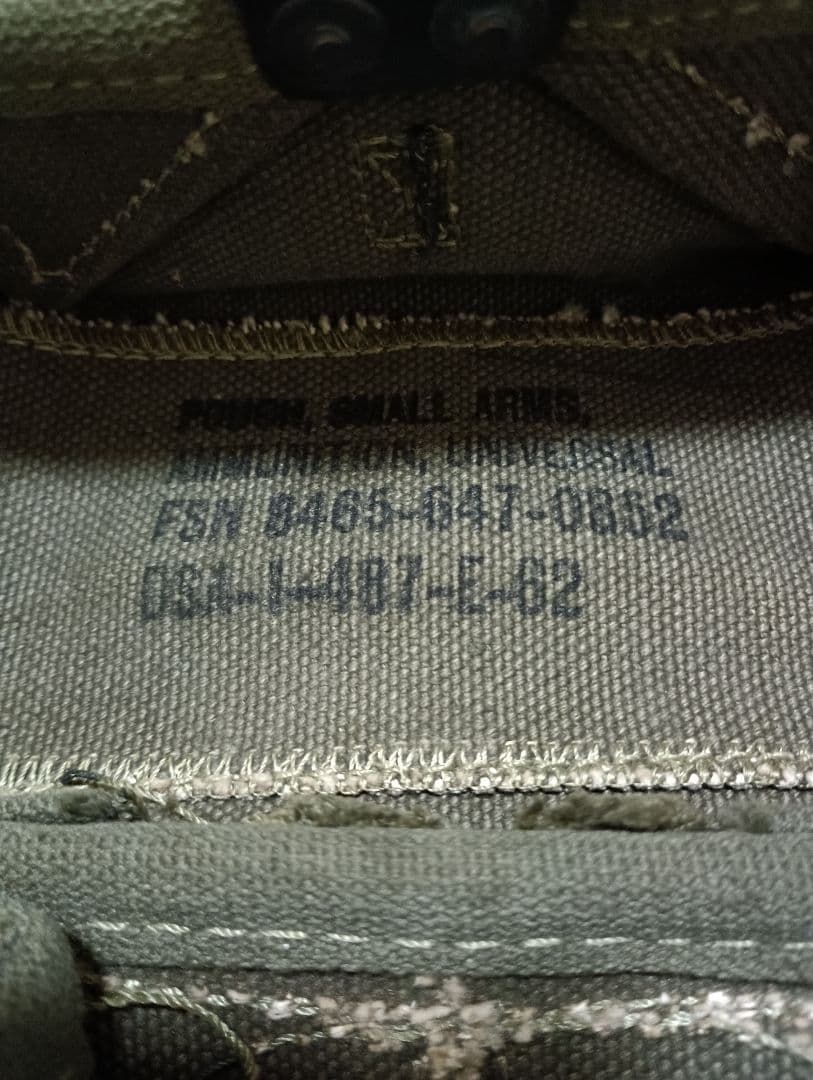 POUCH, SMALL ARMS,
AMMUNITION, UNIVERSAL
FSN 8465-647-0852
DSA-1-487-E-62